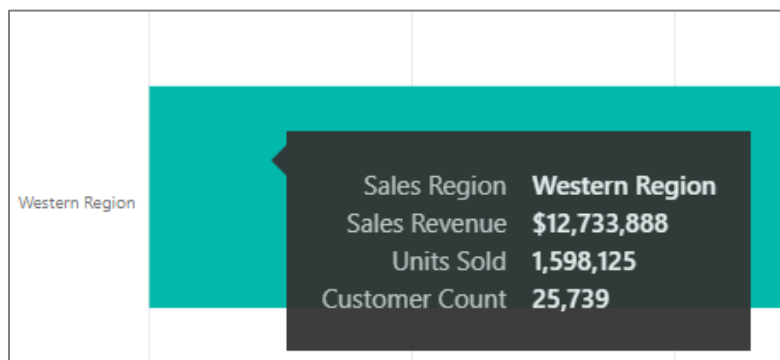 Western Region
Sales Region Western Region
Sales Revenue $12,733,888
Units Sold 1,598,125
Customer Count 25,739